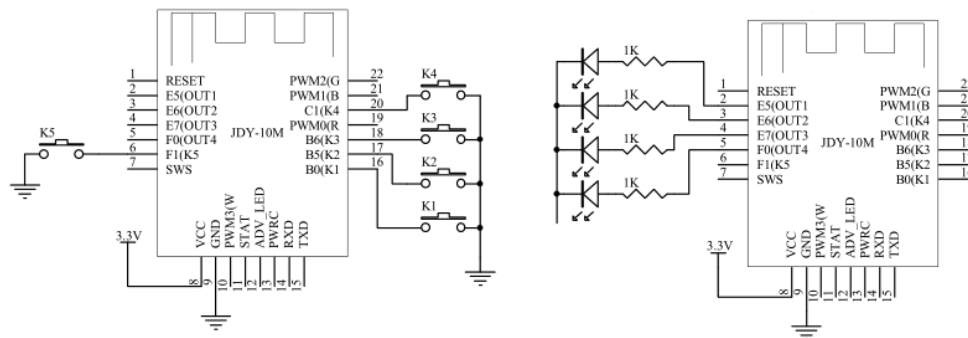 1 RESET PWM2(G 22
2 E5(OUT1 PWM1(B 21
3 E6(OUT2 C1(K4 20
4 E7(OUT3 PWM0(R 19
5 F0(OUT4 B6(K3 18
6 F1(K5 B5(K2 17
7 SWS B0(K1 16
JDY-10M
K5
K4
K3
K2
K1
3.3V
VCC
GND
PWM3(W
STAT
ADV_LED
PWRC
RXD
TXD
8
9
10
11
12
13
14
15
1K
1K
1K
1K
1 RESET PWM2(G
2 E5(OUT1 PWM1(B
3 E6(OUT2 C1(K4
4 E7(OUT3 PWM0(R
5 F0(OUT4 B6(K3
6 F1(K5 B5(K2
7 SWS B0(K1
JDY-10M
3.3V
VCC
GND
PWM3(W
STAT
ADV_LED
PWRC
RXD
TXD
8
9
10
11
12
13
14
15